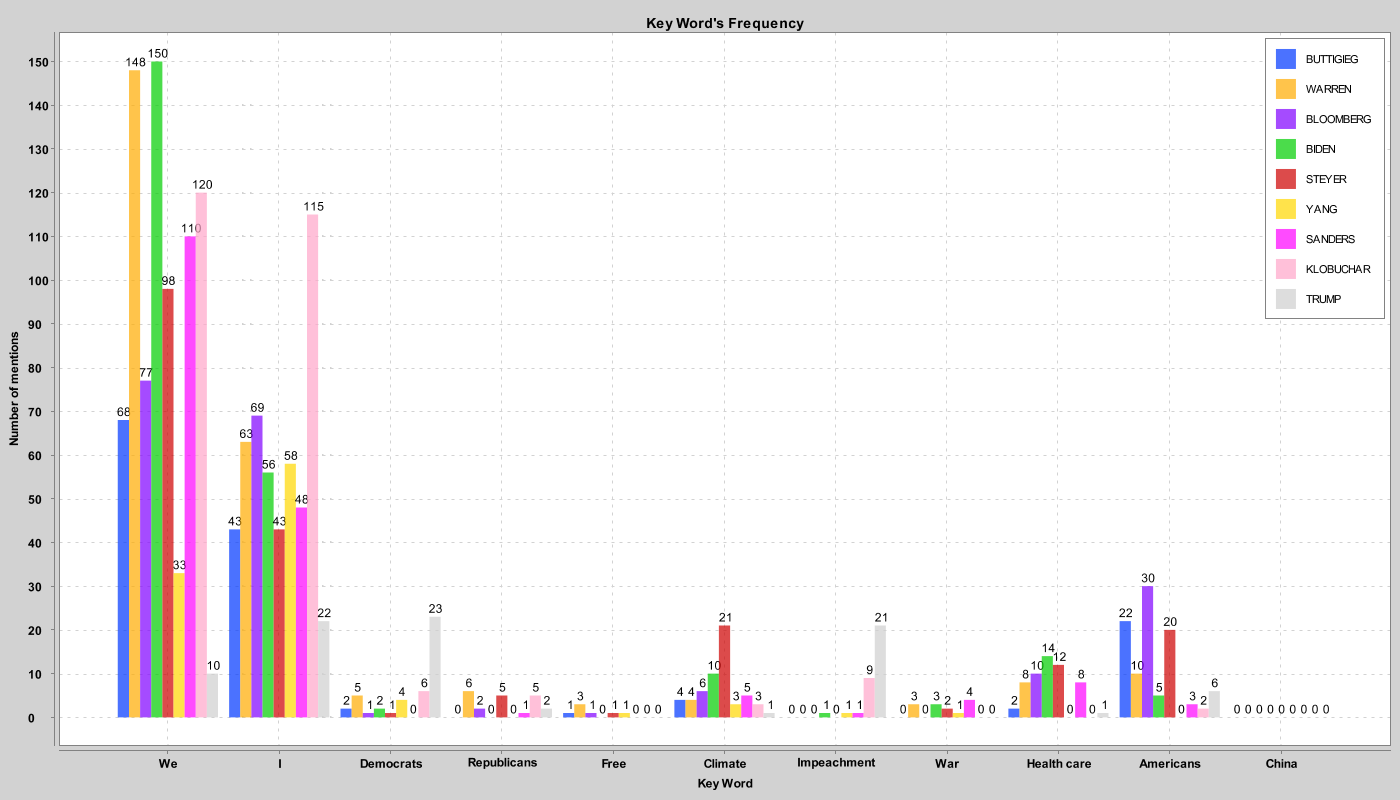 Key Word's Frequency
BUTTIGIEG
WARREN
BLOOMBERG
BIDEN
STEYER
YANG
SANDERS
KLOBUCHAR
TRUMP
Number of mentions
150
140
130
120
110
100
90
80
70
60
50
40
30
20
10
0
68 148 77 150 98 33 110 120 10
43 63 69 56 43 58 48 115 22
2 5 1 2 1 4 0 6 23
0 6 2 0 5 0 1 5 2
1 3 1 0 1 1 0 0 0
4 4 6 10 21 3 5 3 1
0 0 0 1 0 1 1 9 21
0 3 0 3 2 1 4 0 0
2 8 10 14 12 0 8 0 1
22 10 30 5 20 0 3 2 6
0 0 0 0 0 0 0 0 0
We I Democrats Republicans Free Climate Impeachment War Health care Americans China
Key Word